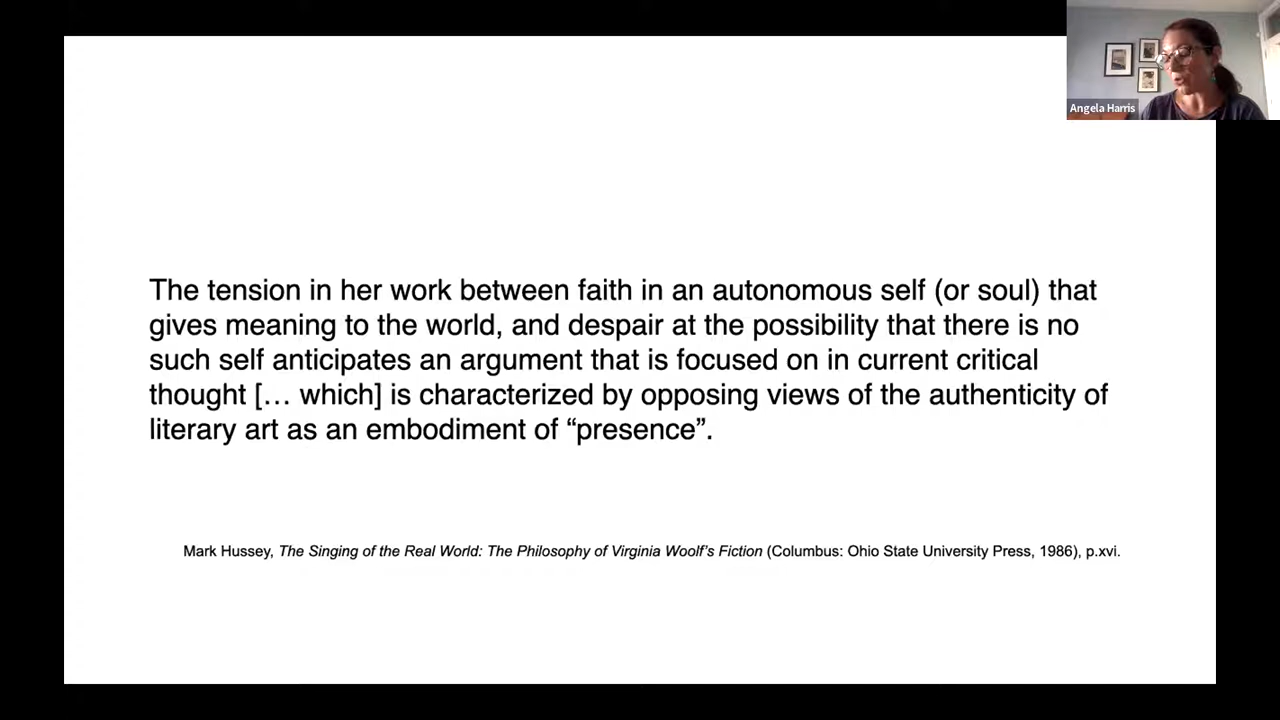 Angela Harris
The tension in her work between faith in an autonomous self (or soul) that
gives meaning to the world, and despair at the possibility that there is no
such self anticipates an argument that is focused on in current critical
thought [… which] is characterized by opposing views of the authenticity of
literary art as an embodiment of “presence”.
Mark Hussey, The Singing of the Real World: The Philosophy of Virginia Woolf’s Fiction (Columbus: Ohio State University Press, 1986), p.xvi.